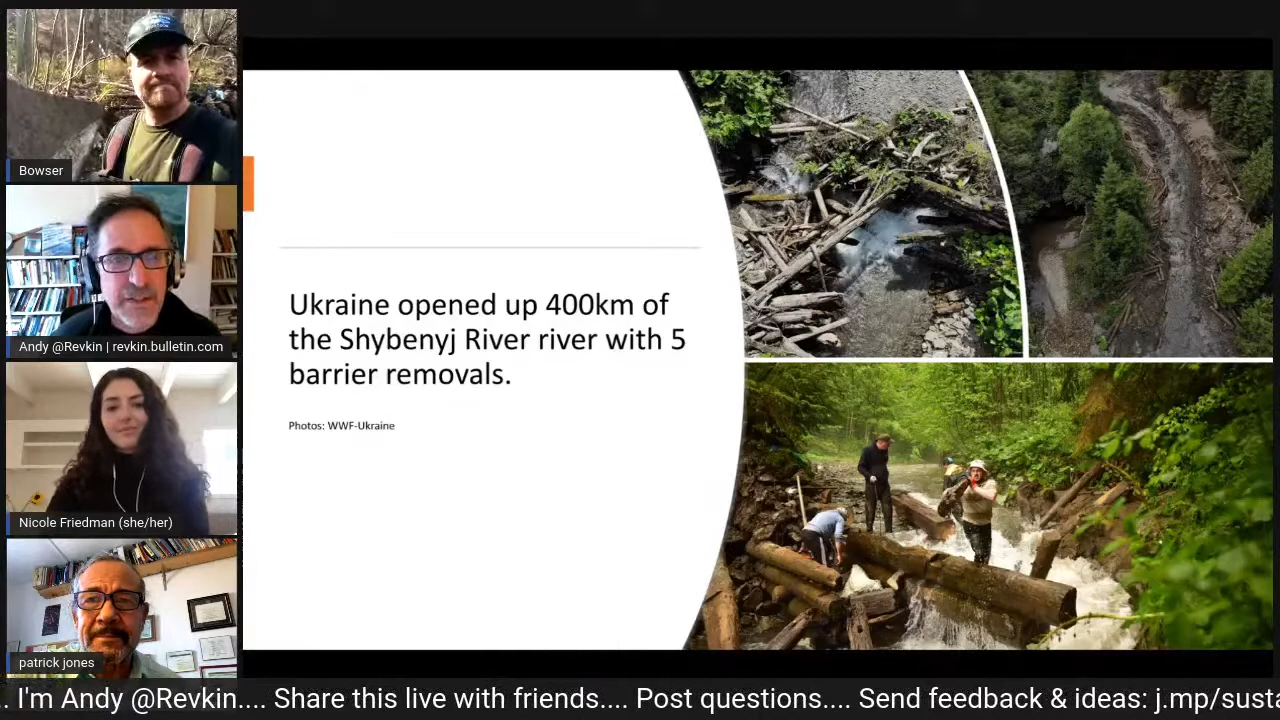 Bowser
Andy @Revkin | revkin.bulletin.com
Nicole Friedman (she/her)
patrick jones
Ukraine opened up 400km of
the Shybenyj River river with 5
barrier removals.
Photos: WWF-Ukraine
.. I'm Andy @Revkin.... Share this live with friends.... Post questions.... Send feedback & ideas: j.mp/susta